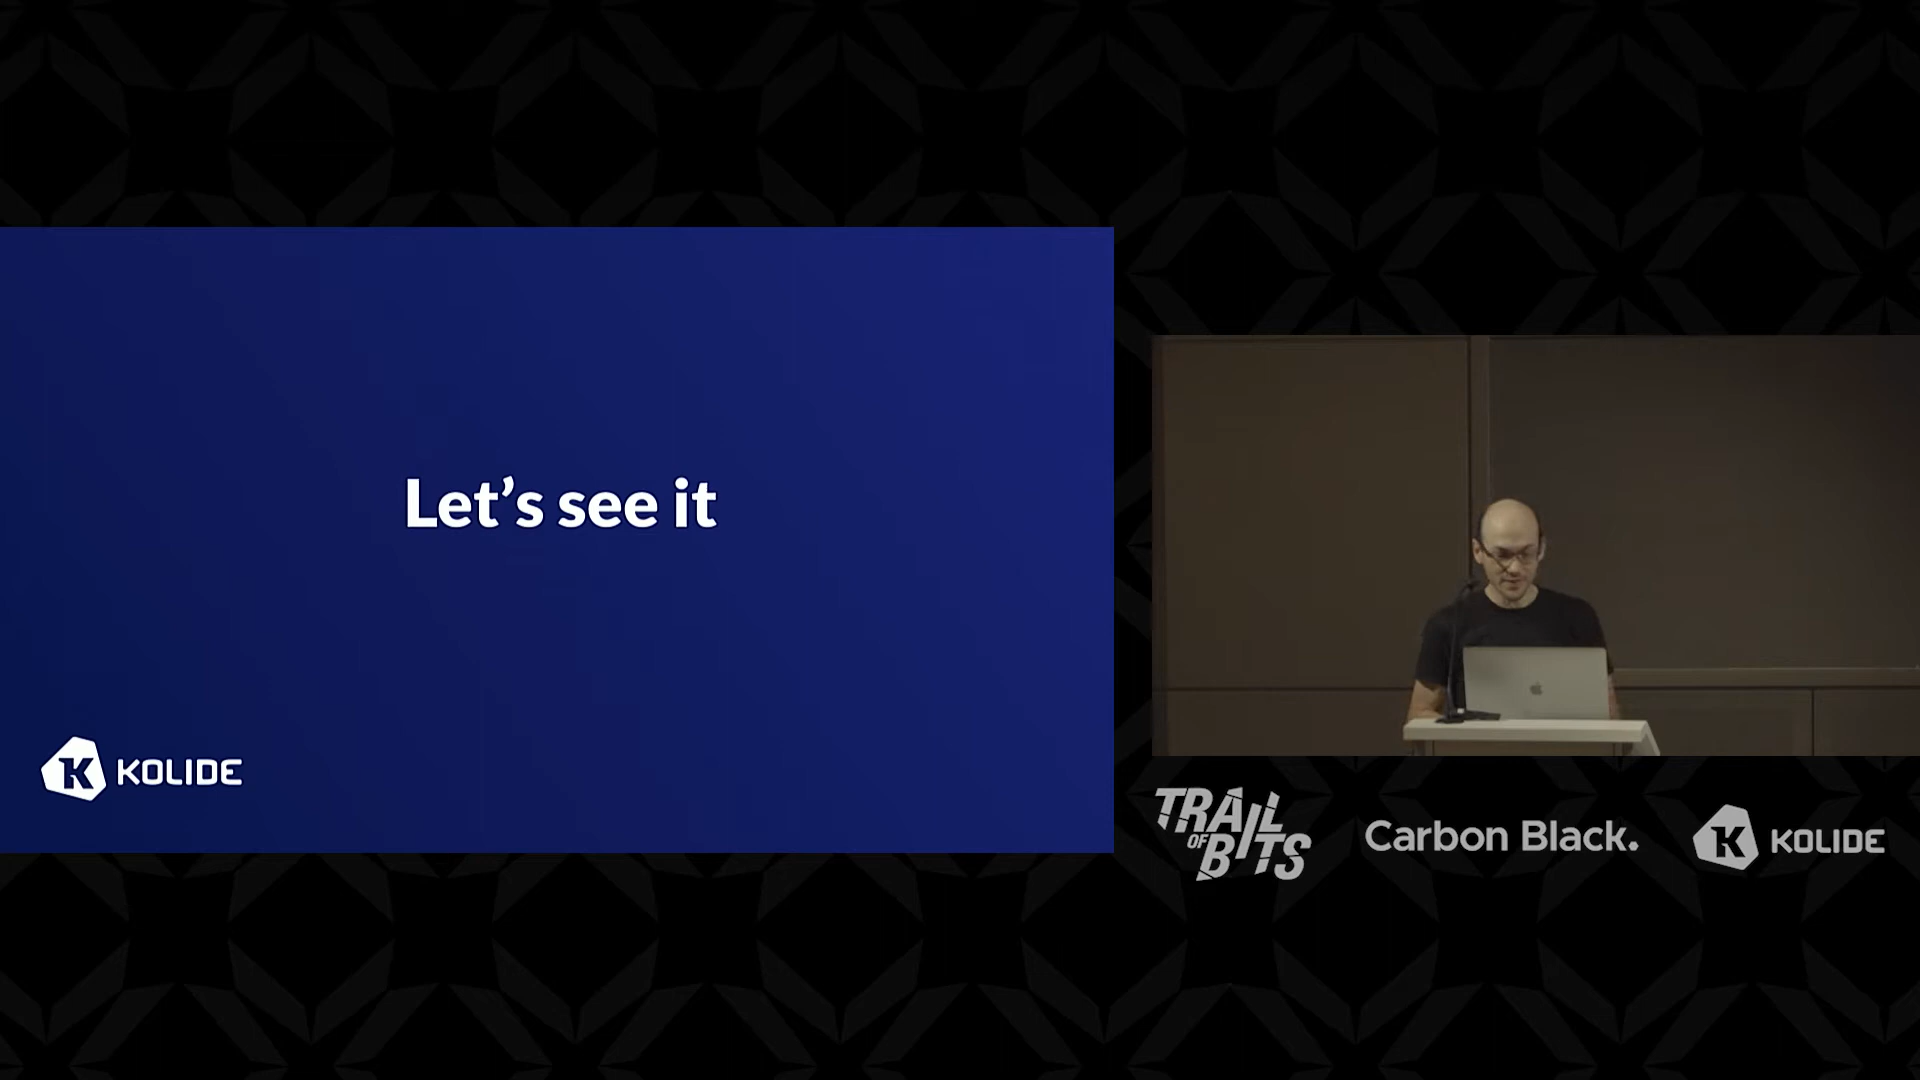 Let's see it
KOLIDE
TRAIL
OF
BITS
Carbon Black.
KOLIDE